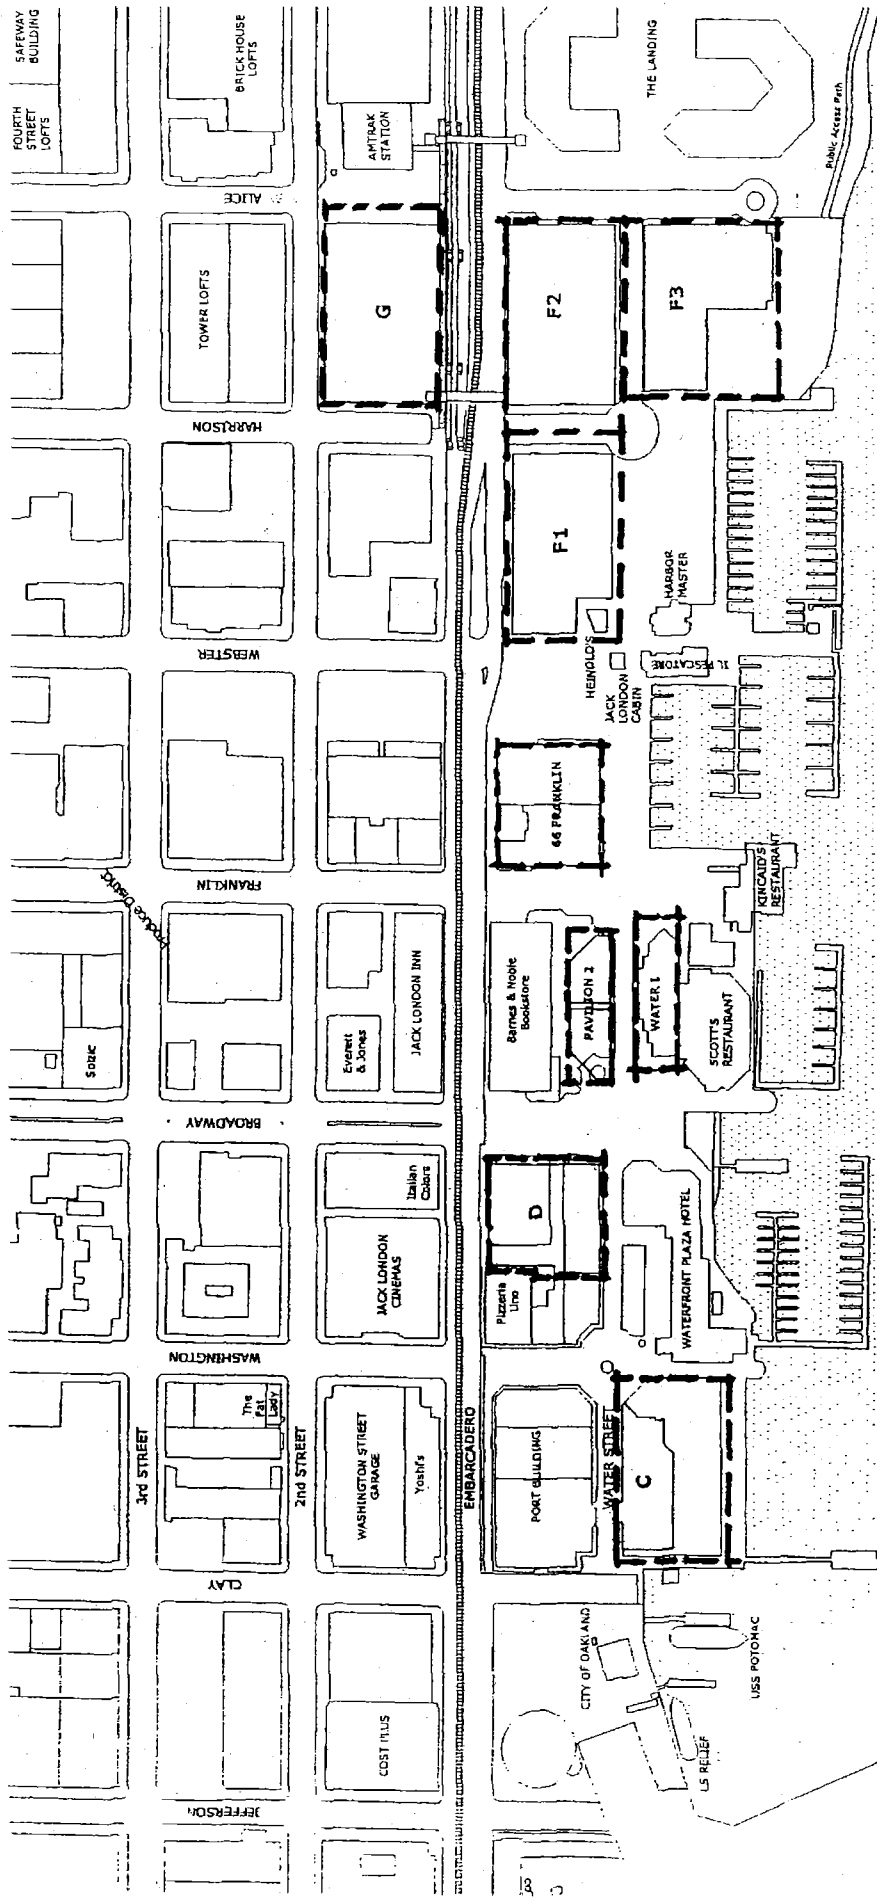 SAFEWAY
BUILDING
FOURTH
STREET
LOFTS
BRICK HOUSE
LOFTS
AMTRAK
STATION
THE LANDING
Public Access Path
ALICE
TOWER LOFTS
G
F2
F3
HARRISON
F1
HARBOR
MASTER
WEBSTER
HEINOLD'S
JACK
LONDON
CABIN
IL PESCATORE
66 FRANKLIN
FRANKLIN
Produce District
KINCAID'S
RESTAURANT
Soizic
Everett
& Jones
JACK LONDON INN
Barnes & Noble
Bookstore
PAVILION 2
WATER I
SCOTT'S
RESTAURANT
BROADWAY
Italian
Colors
JACK LONDON
CINEMAS
D
Pizzeria
Uno
WATERFRONT PLAZA HOTEL
WASHINGTON
3rd STREET
The
Fat
Lady
2nd STREET
WASHINGTON STREET
GARAGE
Yoshi's
EMBARCADERO
PORT BUILDING
WATER STREET
C
CLAY
CITY OF OAKLAND
USS POTOMAC
LS RELIEF
COST PLUS
JEFFERSON